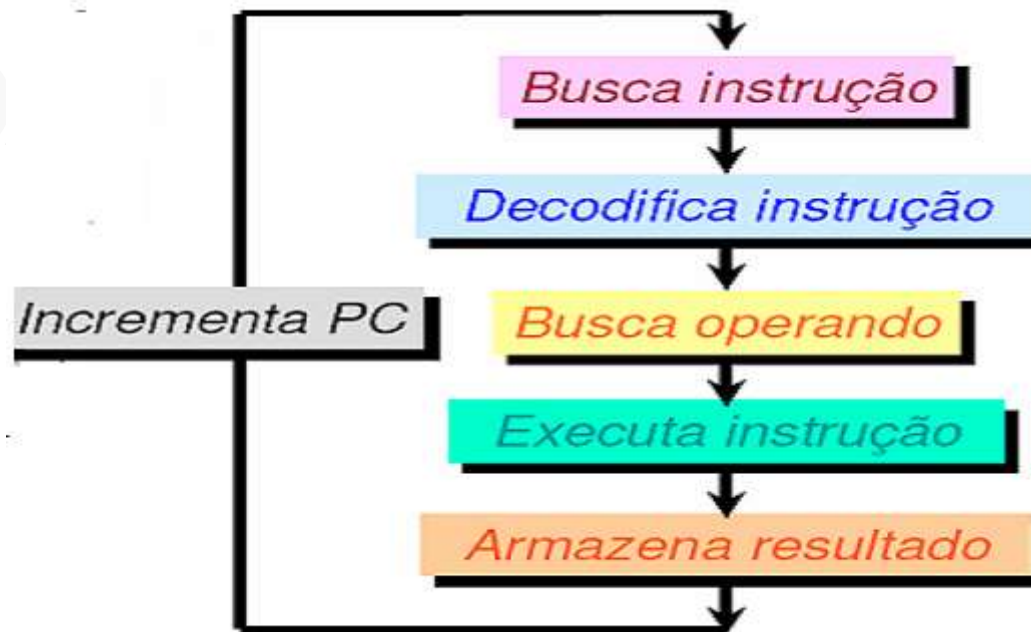 Busca instrução
Decodifica instrução
Incrementa PC
Busca operando
Executa instrução
Armazena resultado